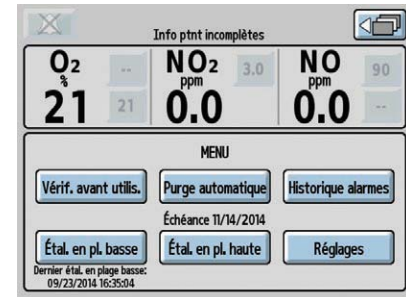 Info ptnt incomplètes
O2 % -- NO2 ppm 3.0 NO ppm 90
21 21 0.0 0.0 --
MENU
Vérif. avant utilis. Purge automatique Historique alarmes
Échéance 11/14/2014
Étal. en pl. basse Étal. en pl. haute Réglages
Dernier étal. en plage basse:
09/23/2014 16:35:04